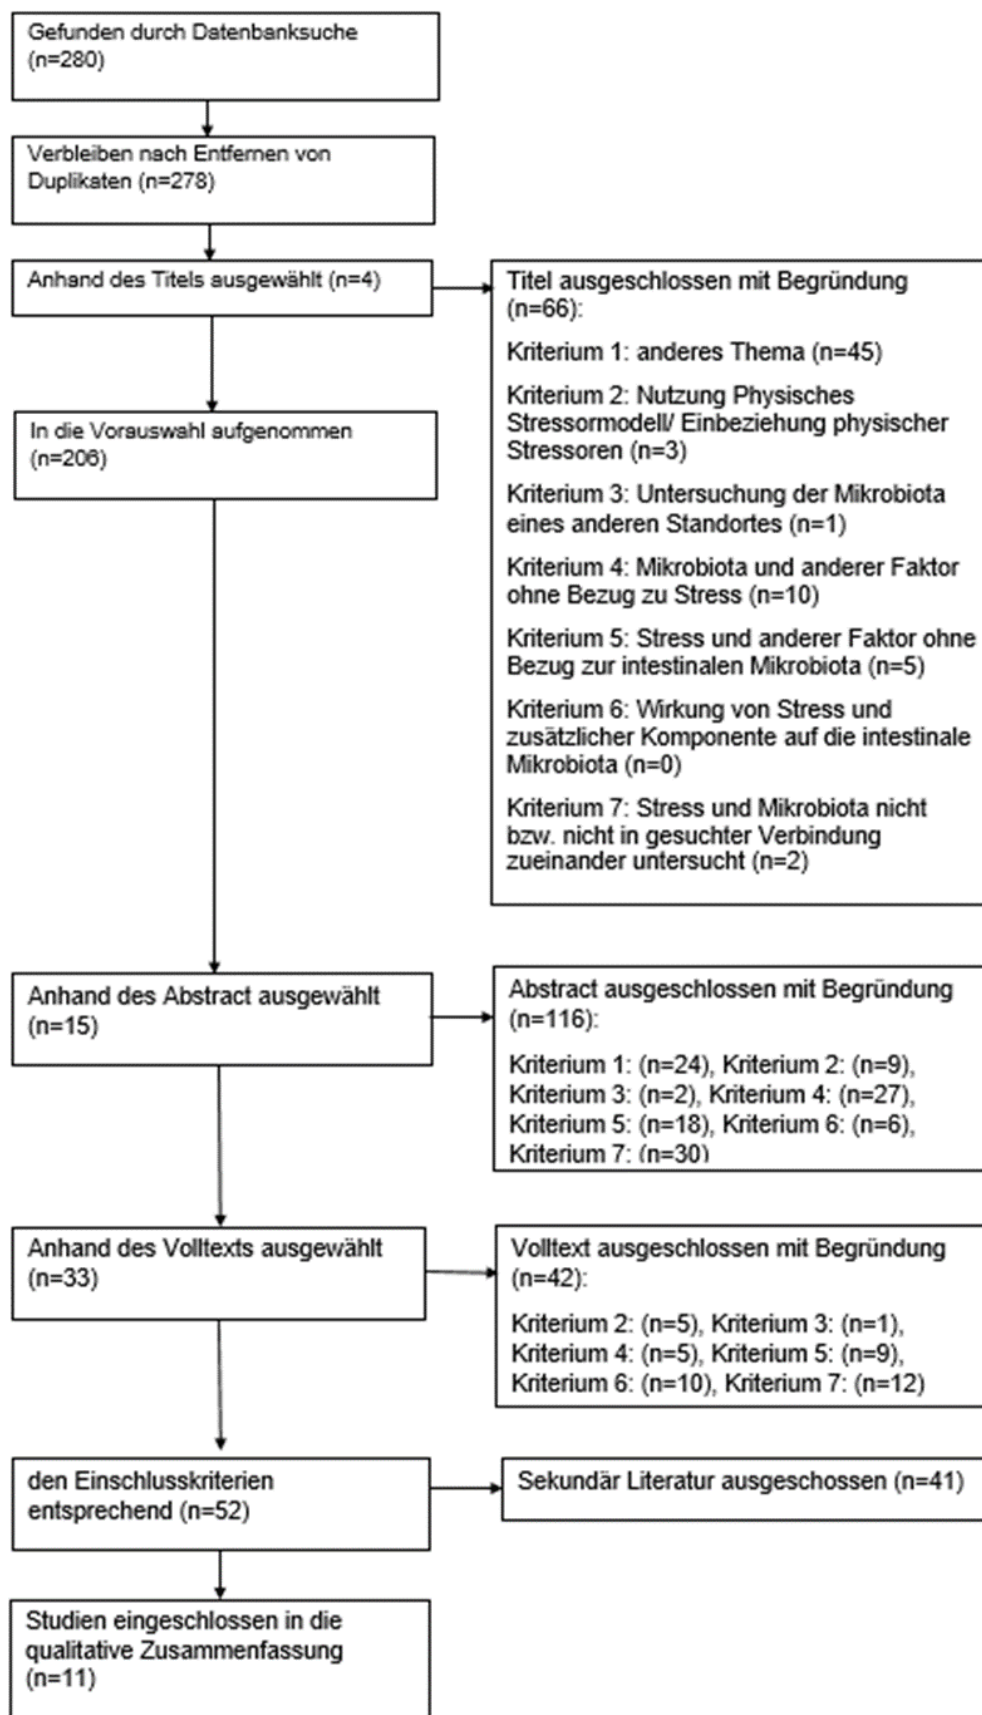 Gefunden durch Datenbanksuche
(n=280)
Verbleiben nach Entfernen von
Duplikaten (n=278)
Anhand des Titels ausgewählt (n=4)
Titel ausgeschlossen mit Begründung
(n=66):
Kriterium 1: anderes Thema (n=45)
Kriterium 2: Nutzung Physisches
Stressormodell/ Einbeziehung physischer
Stressoren (n=3)
Kriterium 3: Untersuchung der Mikrobiota
eines anderen Standortes (n=1)
Kriterium 4: Mikrobiota und anderer Faktor
ohne Bezug zu Stress (n=10)
Kriterium 5: Stress und anderer Faktor ohne
Bezug zur intestinalen Mikrobiota (n=5)
Kriterium 6: Wirkung von Stress und
zusätzlicher Komponente auf die intestinale
Mikrobiota (n=0)
Kriterium 7: Stress und Mikrobiota nicht
bzw. nicht in gesuchter Verbindung
zueinander untersucht (n=2)
In die Vorauswahl aufgenommen
(n=206)
Anhand des Abstract ausgewählt
(n=15)
Abstract ausgeschlossen mit Begründung
(n=116):
Kriterium 1: (n=24), Kriterium 2: (n=9),
Kriterium 3: (n=2), Kriterium 4: (n=27),
Kriterium 5: (n=18), Kriterium 6: (n=6),
Kriterium 7: (n=30)
Anhand des Volltexts ausgewählt
(n=33)
Volltext ausgeschlossen mit Begründung
(n=42):
Kriterium 2: (n=5), Kriterium 3: (n=1),
Kriterium 4: (n=5), Kriterium 5: (n=9),
Kriterium 6: (n=10), Kriterium 7: (n=12)
den Einschlusskriterien
entsprechend (n=52)
Sekundär Literatur ausgeschossen (n=41)
Studien eingeschlossen in die
qualitative Zusammenfassung
(n=11)